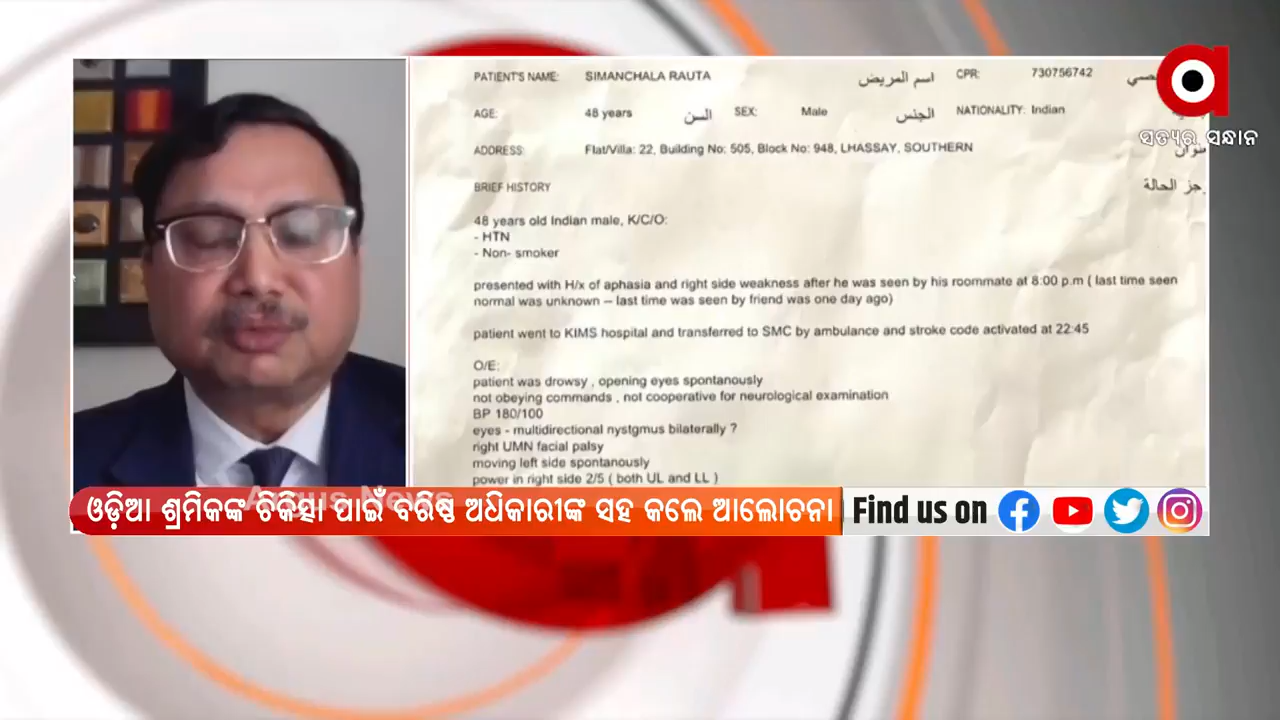 PATIENT'S NAME: SIMANCHALA RAUTA اسم المريض CPR: 730756742
AGE: 48 years السن SEX: Male الجنس NATIONALITY: Indian
ସତ୍ୟର ସନ୍ଧାନ
ADDRESS: Flat/Villa: 22, Building No: 505, Block No: 948, LHASSAY, SOUTHERN
BRIEF HISTORY الحالة
48 years old Indian male, K/C/O:
- HTN
- Non- smoker
presented with H/x of aphasia and right side weakness after he was seen by his roommate at 8:00 p.m ( last time seen
normal was unknown – last time was seen by friend was one day ago)
patient went to KIMS hospital and transferred to SMC by ambulance and stroke code activated at 22:45
O/E:
patient was drowsy , opening eyes spontanously
not obeying commands , not cooperative for neurological examination
BP 180/100
eyes - multidirectional nystgmus bilaterally ?
right UMN facial palsy
moving left side spontanously
power in right side 2/5 ( both UL and LL )
Argus News
ଓଡ଼ିଆ ଶ୍ରମିକଙ୍କ ଚିକିତ୍ସା ପାଇଁ ବରିଷ୍ଠ ଅଧିକାରୀଙ୍କ ସହ କଲେ ଆଲୋଚନା
Find us on